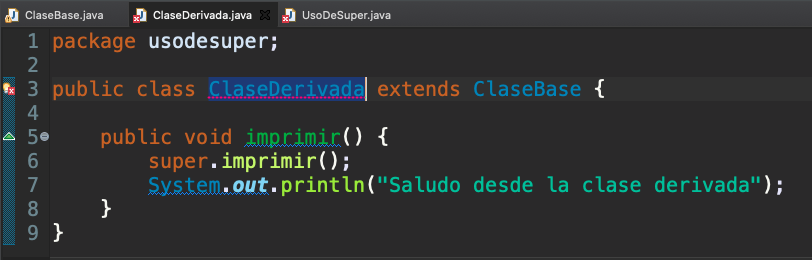 ClaseBase.java ClaseDerivada.java UsoDeSuper.java
1 package usodesuper;
2
3 public class ClaseDerivada extends ClaseBase {
4
5 public void imprimir() {
6 super.imprimir();
7 System.out.println("Saludo desde la clase derivada");
8 }
9 }